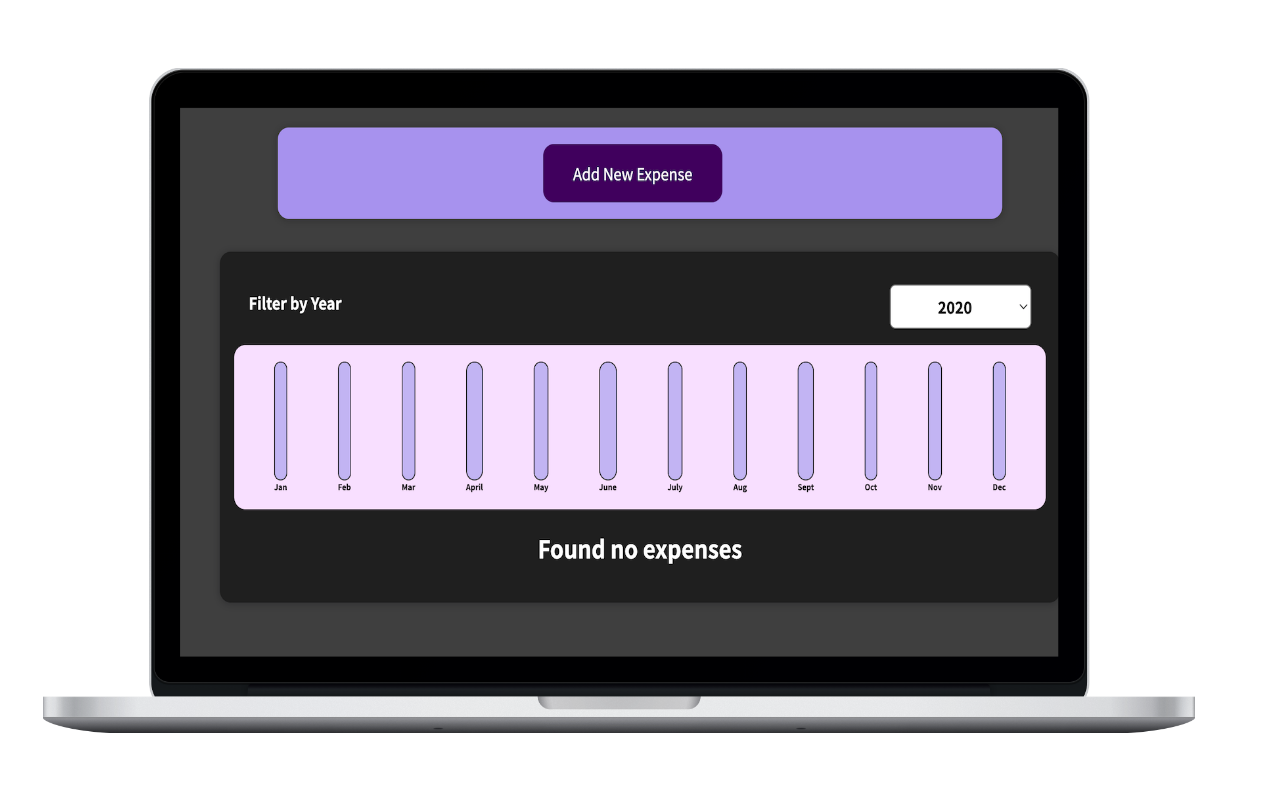 Add New Expense
Filter by Year
2020
Jan Feb Mar April May June July Aug Sept Oct Nov Dec
Found no expenses